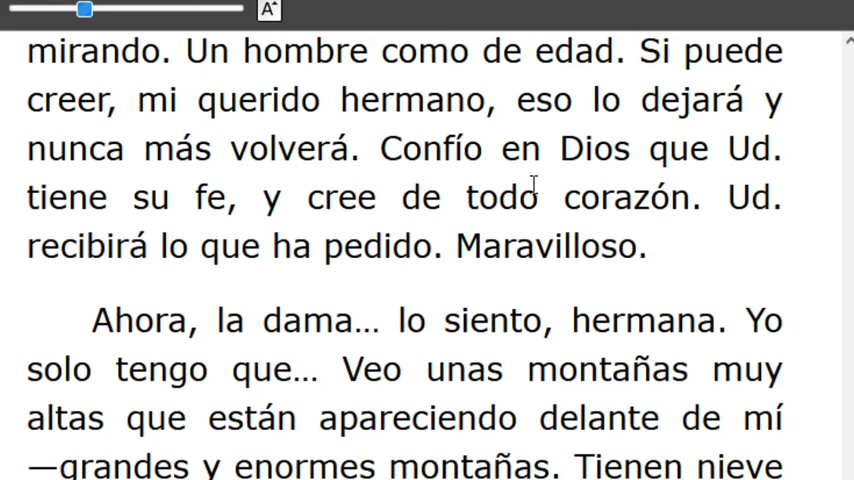 A
mirando. Un hombre como de edad. Si puede
creer, mi querido hermano, eso lo dejará y
nunca más volverá. Confío en Dios que Ud.
tiene su fe, y cree de todo corazón. Ud.
recibirá lo que ha pedido. Maravilloso.
Ahora, la dama… lo siento, hermana. Yo
solo tengo que… Veo unas montañas muy
altas que están apareciendo delante de mí
—grandes y enormes montañas. Tienen nieve